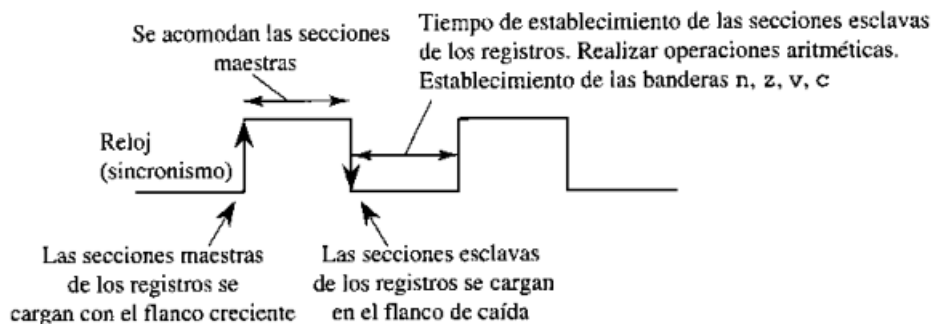 Se acomodan las secciones
maestras
Tiempo de establecimiento de las secciones esclavas
de los registros. Realizar operaciones aritméticas.
Establecimiento de las banderas n, z, v, c
Reloj
(sincronismo)
Las secciones maestras
de los registros se
cargan con el flanco creciente
Las secciones esclavas
de los registros se cargan
en el flanco de caída